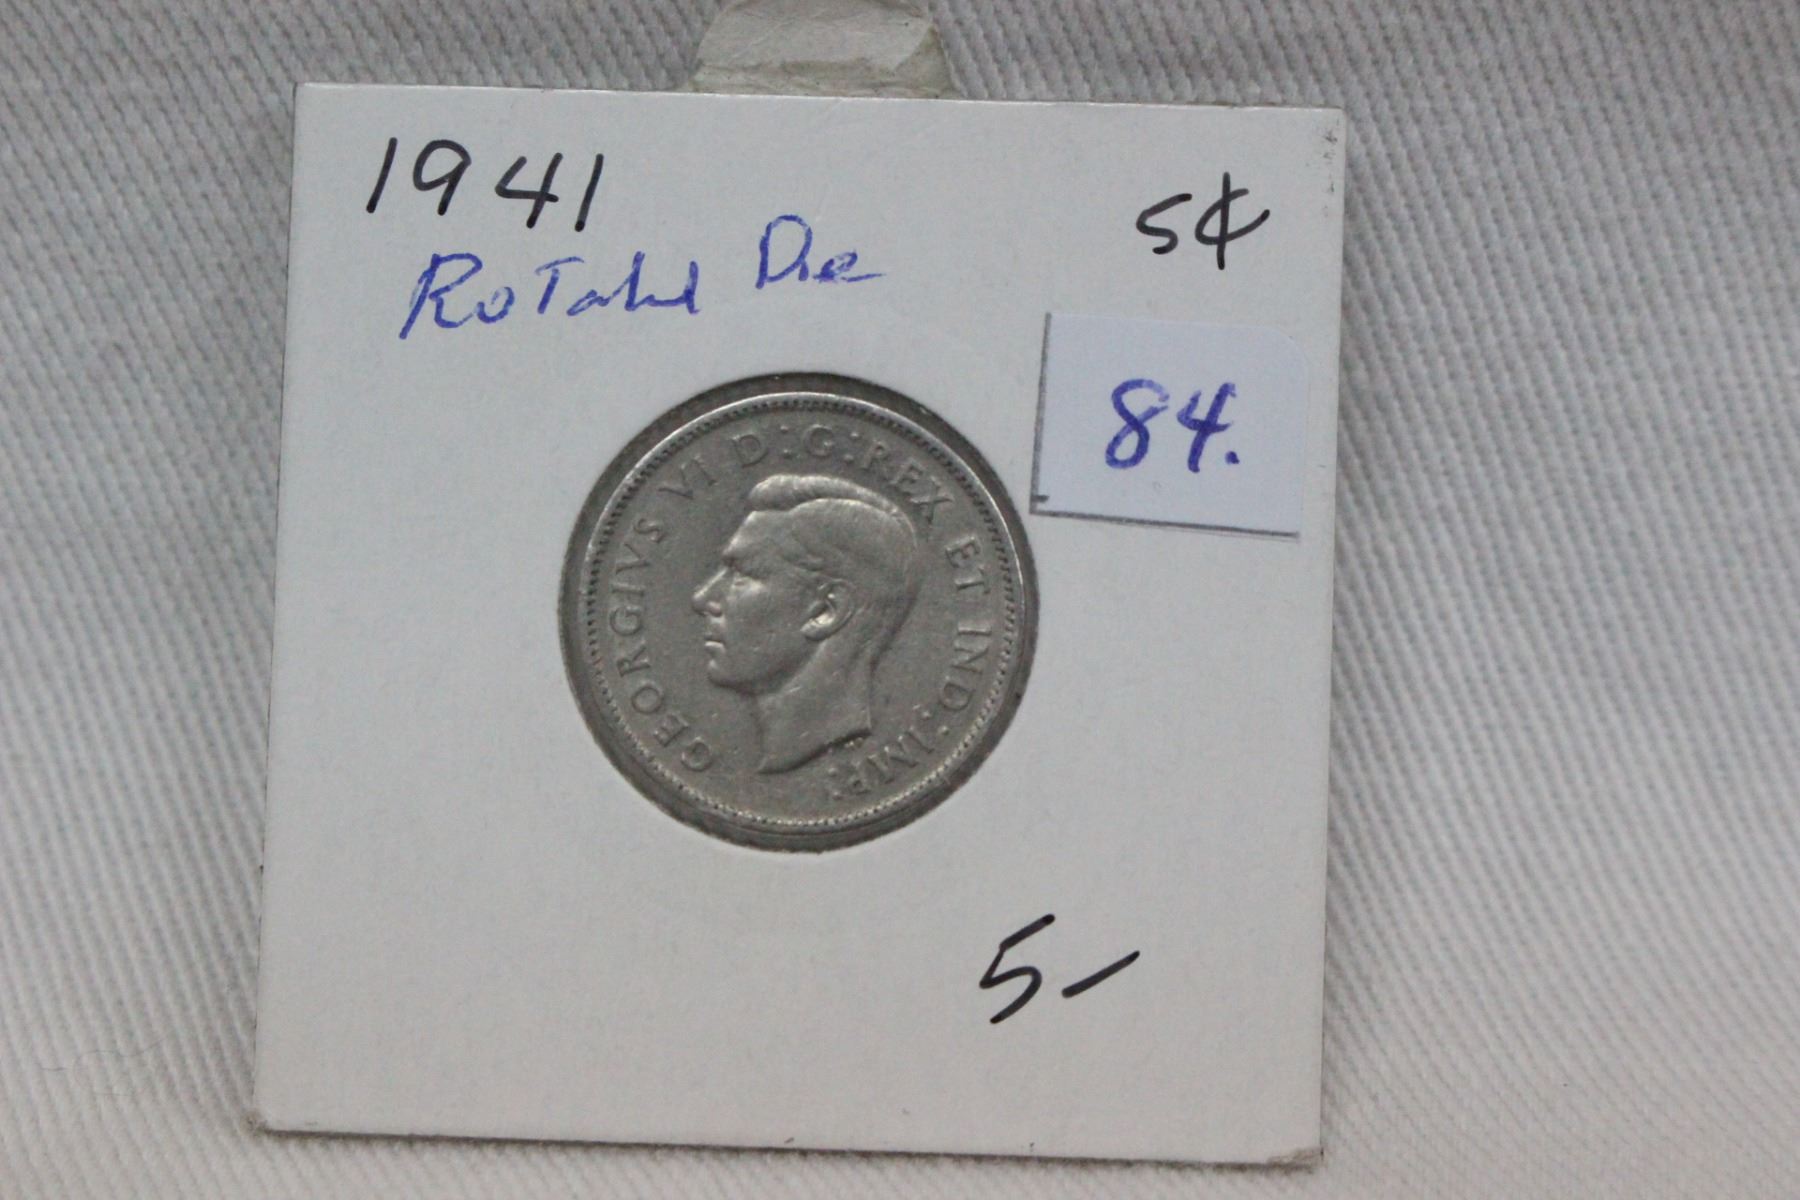 1941
5¢
RoTated Die
84.
GEORGIVS VI D:G:REX ET IND:IMP:
5-